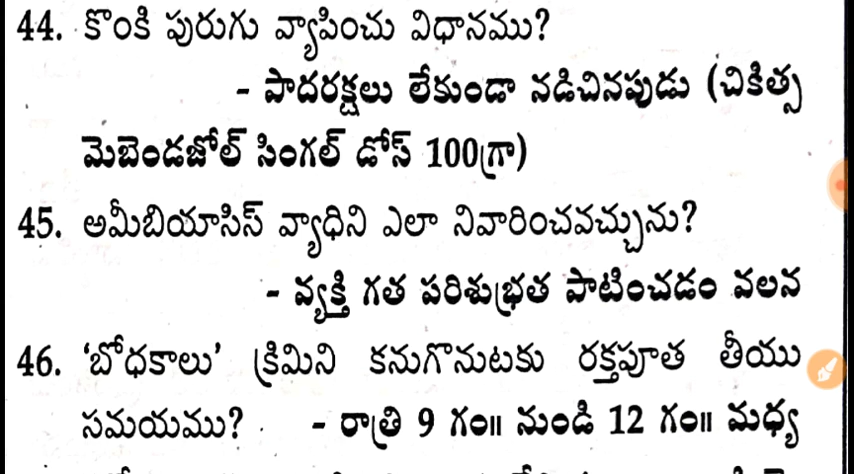 44. కొంకి పురుగు వ్యాపించు విధానము?
- పాదరక్షలు లేకుండా నడిచినపుడు (చికిత్స
మెబెండజోల్ సింగల్ డోస్ 100గ్రా)
45. అమీబియాసిస్ వ్యాధిని ఎలా నివారించవచ్చును?
- వ్యక్తి గత పరిశుభ్రత పాటించడం వలన
46. ‘బోధకాలు’ క్రిమిని కనుగొనుటకు రక్తపూత తీయు
సమయము? - రాత్రి 9 గం॥ నుండి 12 గం॥ మధ్య